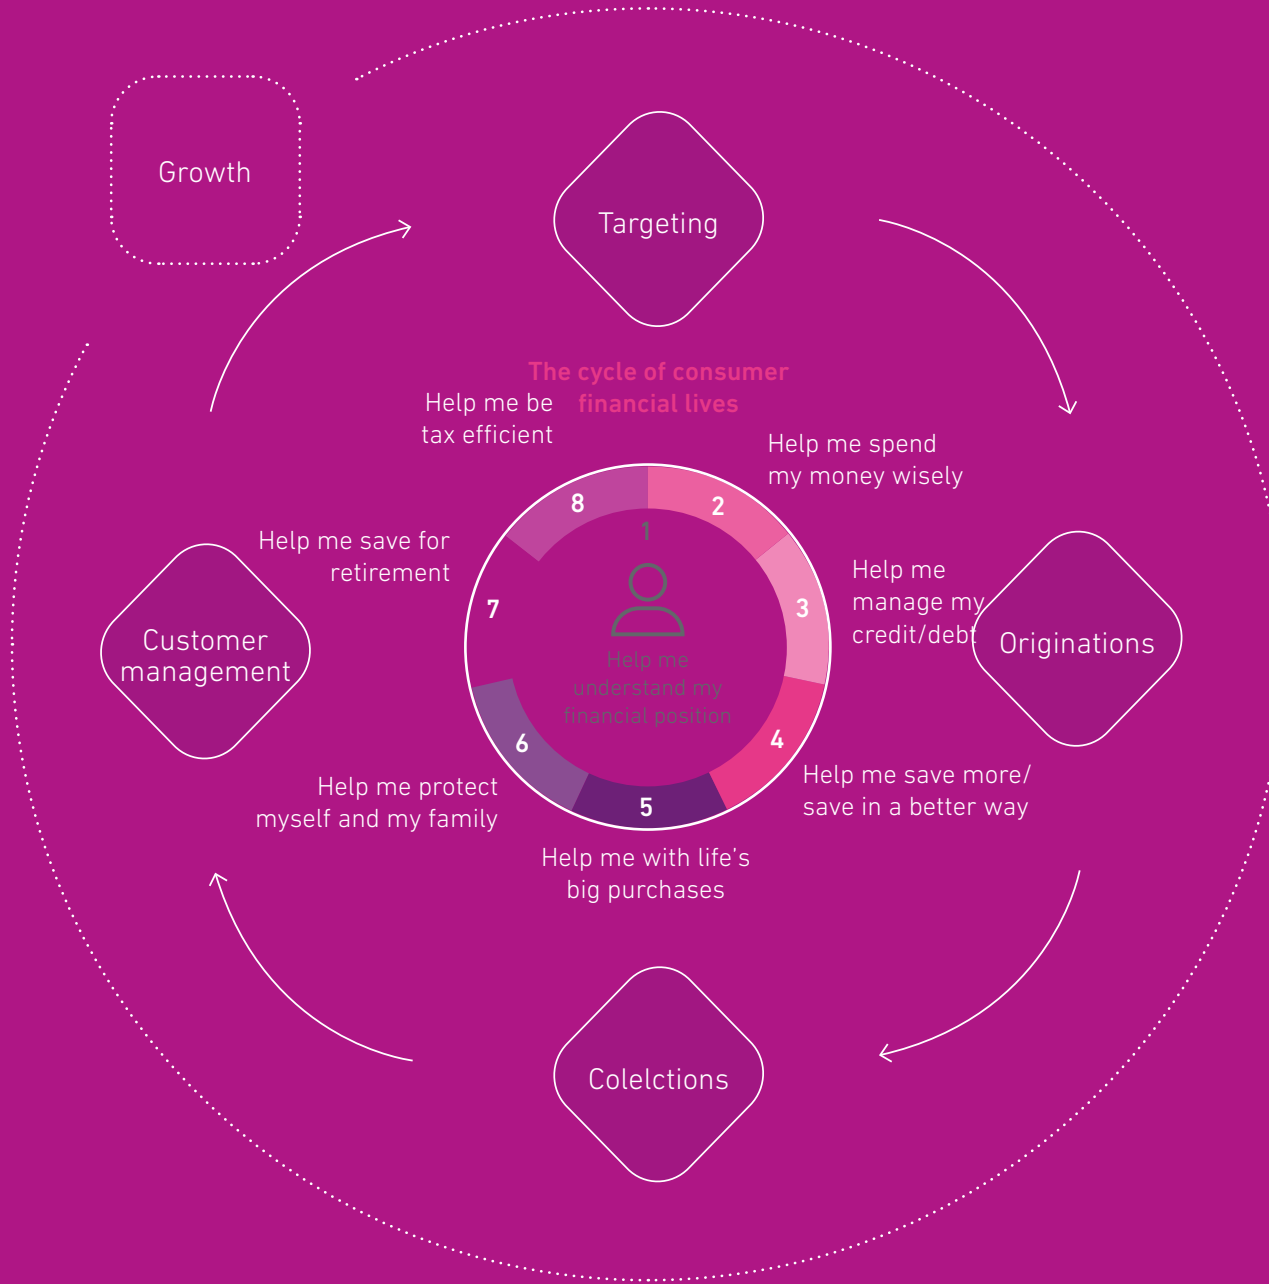 Growth
Targeting
The cycle of consumer
financial lives
Help me be
tax efficient
Help me spend
my money wisely
8
2
1
Help me save for
retirement
7
3
Help me
manage my
credit/debt
Customer
management
Originations
Help me
understand my
financial position
6
4
5
Help me protect
myself and my family
Help me save more/
save in a better way
Help me with life’s
big purchases
Colelctions